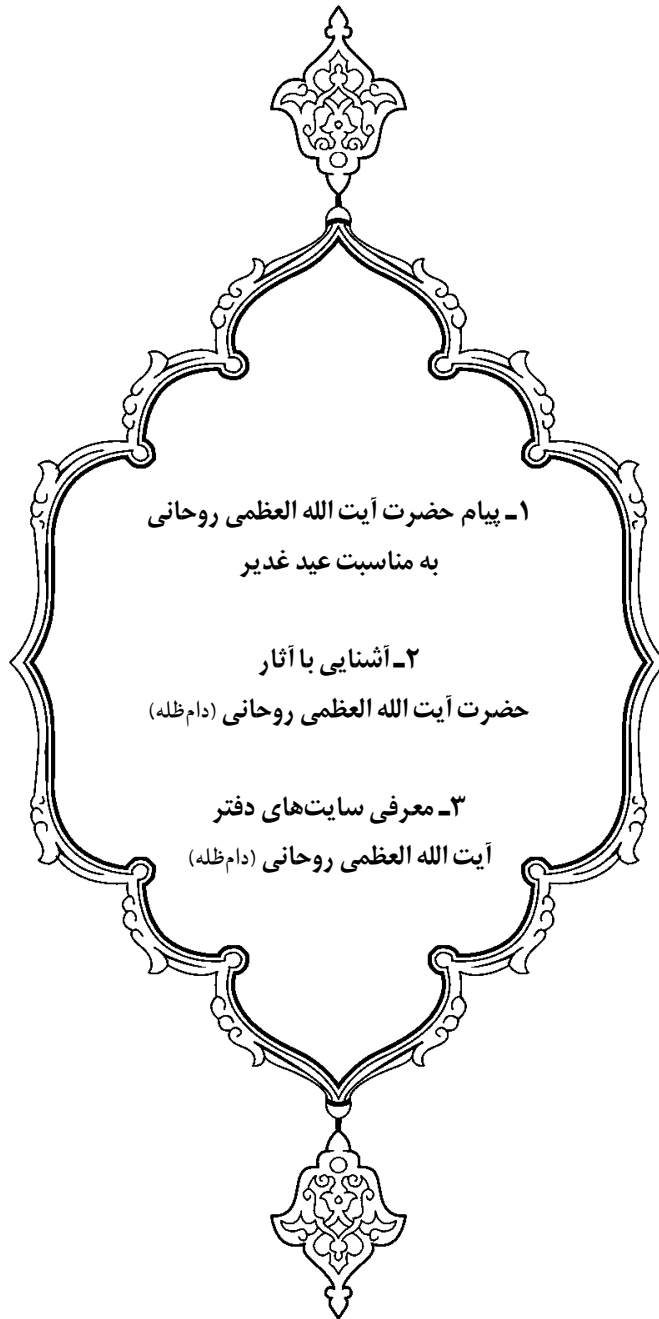 ۱ـ پیام حضرت آیت الله العظمی روحانی
به مناسبت عید غدیر
۲ـ آشنایی با آثار
حضرت آیت الله العظمی روحانی (دام‌ظله)
۳ـ معرفی سایت‌های دفتر
آیت الله العظمی روحانی (دام‌ظله)